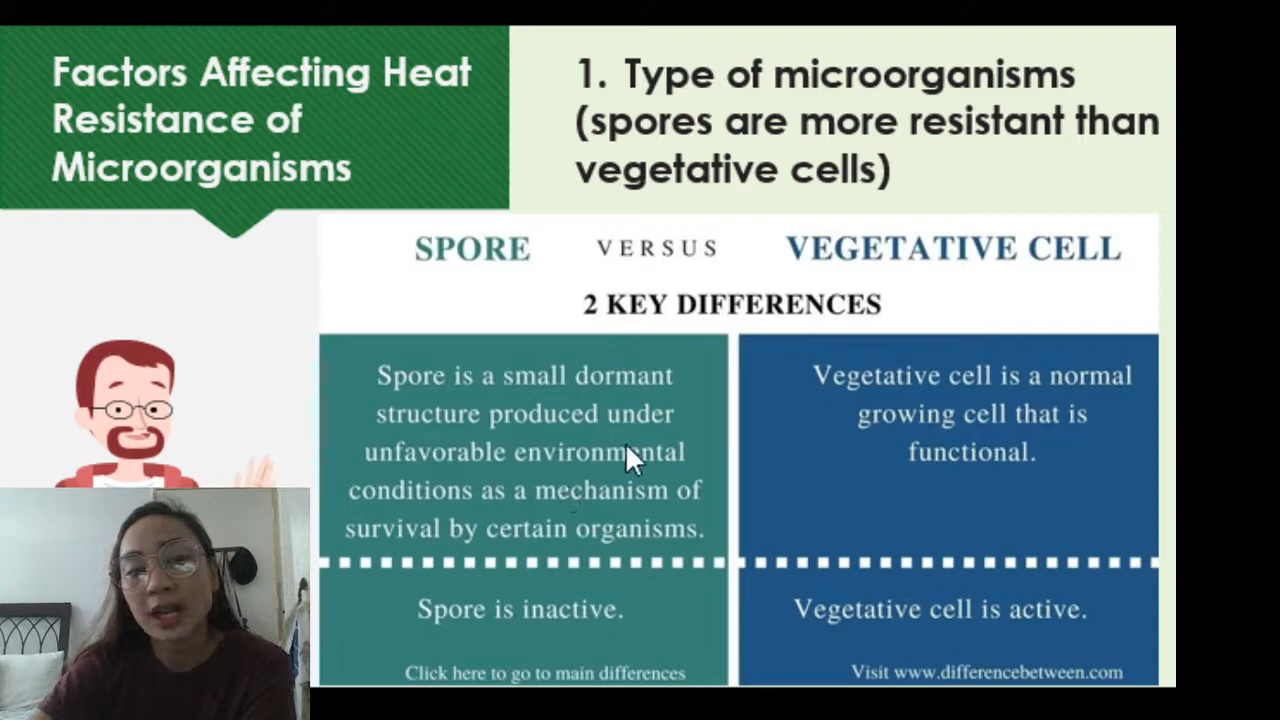 Factors Affecting Heat
Resistance of
Microorganisms
1. Type of microorganisms
(spores are more resistant than
vegetative cells)
SPORE VERSUS VEGETATIVE CELL
2 KEY DIFFERENCES
Spore is a small dormant
structure produced under
unfavorable environmental
conditions as a mechanism of
survival by certain organisms.
Vegetative cell is a normal
growing cell that is
functional.
Spore is inactive.
Vegetative cell is active.
Click here to go to main differences
Visit www.differencebetween.com